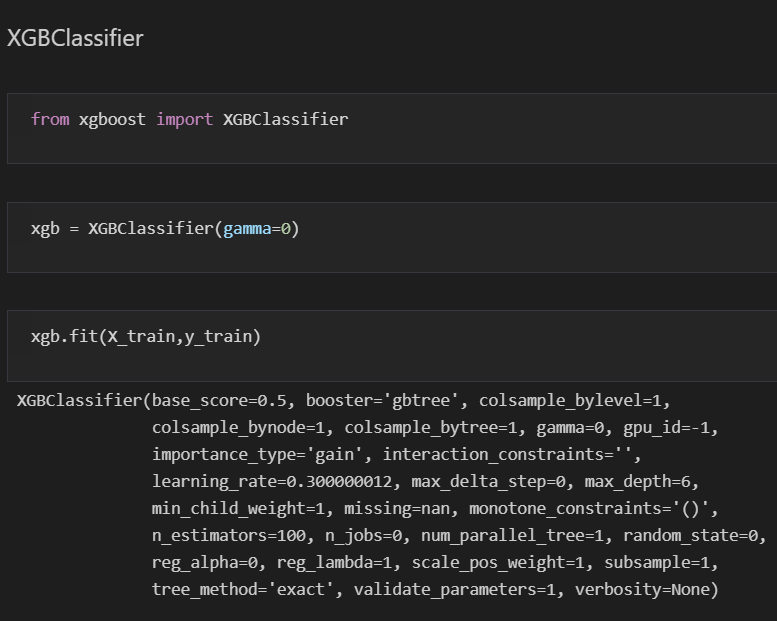 XGBClassifier
from xgboost import XGBClassifier
xgb = XGBClassifier(gamma=0)
xgb.fit(X_train,y_train)
XGBClassifier(base_score=0.5, booster='gbtree', colsample_bylevel=1,
colsample_bynode=1, colsample_bytree=1, gamma=0, gpu_id=-1,
importance_type='gain', interaction_constraints='',
learning_rate=0.300000012, max_delta_step=0, max_depth=6,
min_child_weight=1, missing=nan, monotone_constraints='()',
n_estimators=100, n_jobs=0, num_parallel_tree=1, random_state=0,
reg_alpha=0, reg_lambda=1, scale_pos_weight=1, subsample=1,
tree_method='exact', validate_parameters=1, verbosity=None)